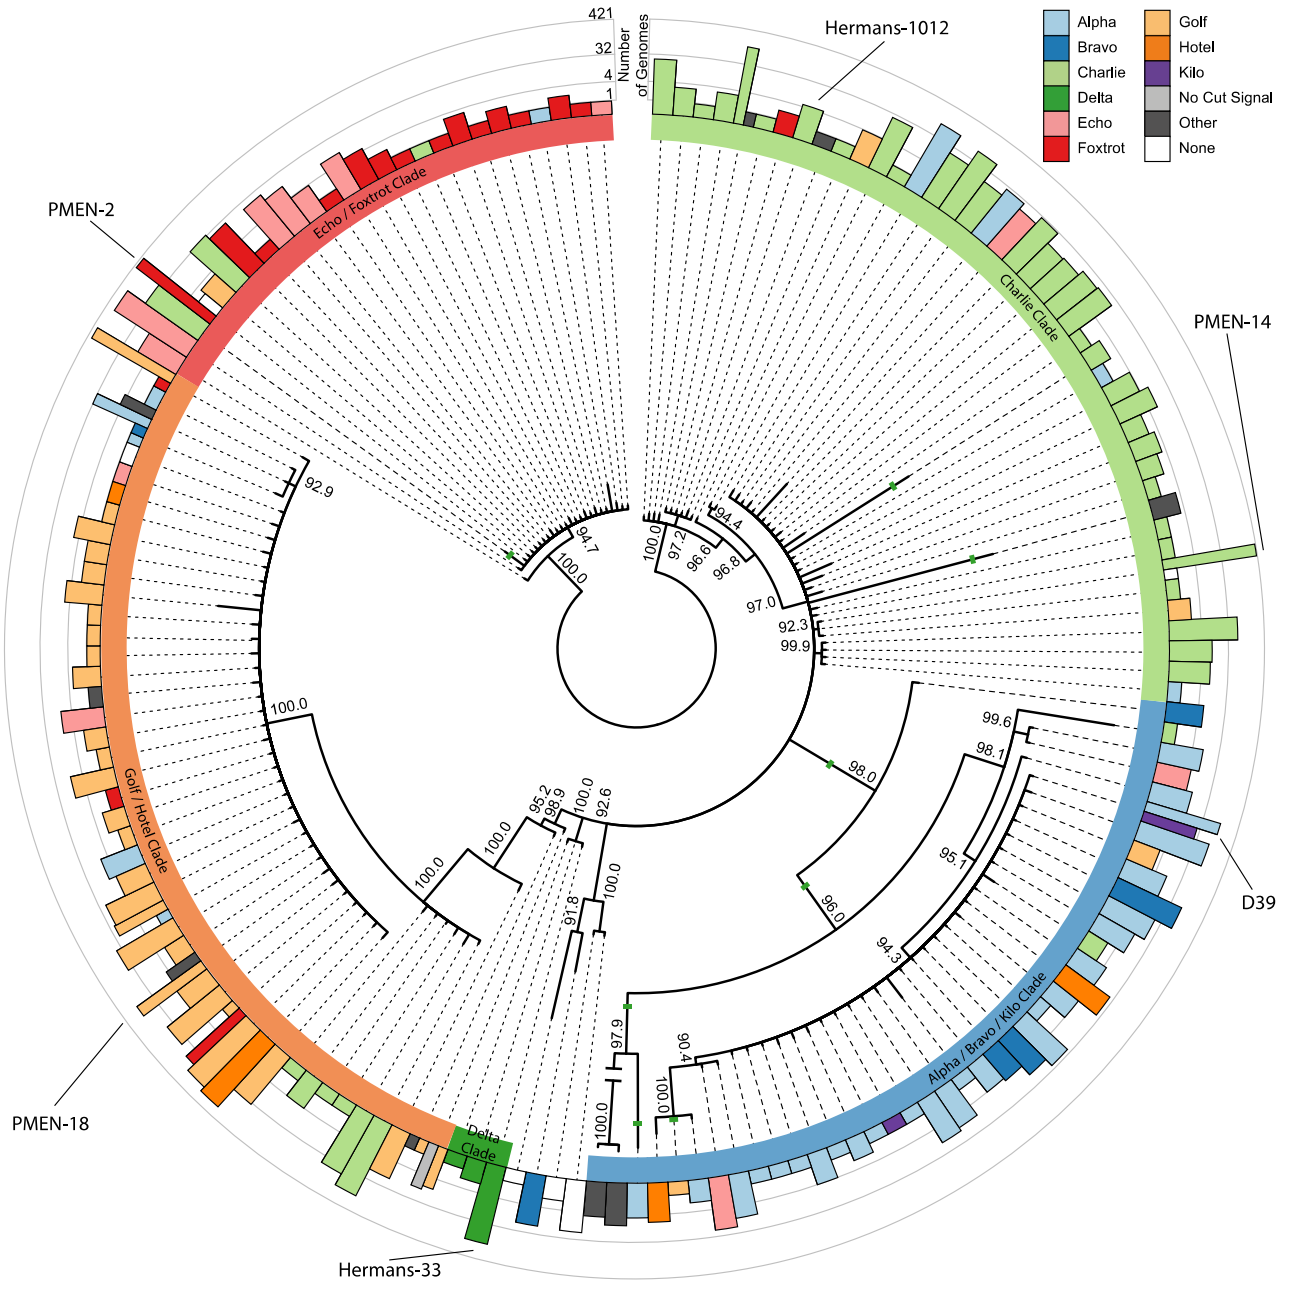 421
32
4
1
Number
of Genomes
Hermans-1012
Alpha
Bravo
Charlie
Delta
Echo
Foxtrot
Golf
Hotel
Kilo
No Cut Signal
Other
None
PMEN-2
Echo / Foxtrot Clade
Charlie Clade
PMEN-14
92.9
94.7
100.0
100.0
97.2
96.6
96.8
94.4
97.0
92.3
99.9
100.0
99.6
98.1
98.0
95.1
96.0
94.3
D39
Golf / Hotel Clade
100.0
100.0
95.2
98.9
100.0
92.6
100.0
91.8
97.9
90.4
100.0
100.0
Alpha / Bravo / Kilo Clade
PMEN-18
Delta
Clade
Hermans-33